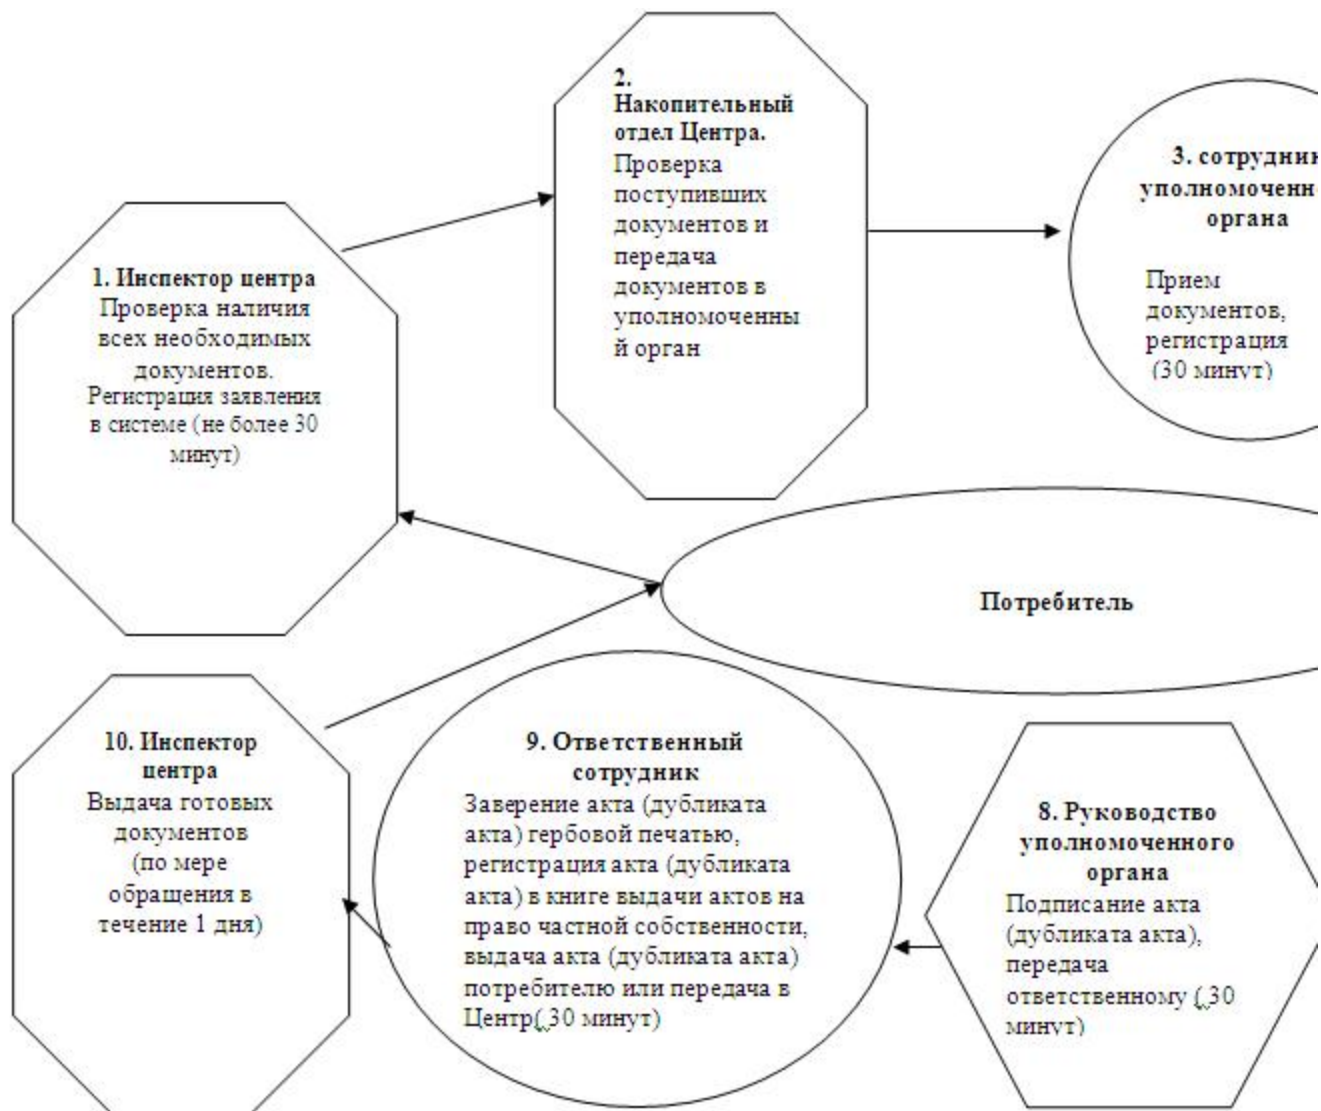 1. Инспектор центра
Проверка наличия
всех необходимых
документов.
Регистрация заявления
в системе (не более 30
минут)
2.
Накопительный
отдел Центра.
Проверка
поступивших
документов и
передача
документов в
уполномоченны
й орган
3. сотрудник
уполномоченн
органа
Прием
документов,
регистрация
(30 минут)
Потребитель
10. Инспектор
центра
Выдача готовых
документов
(по мере
обращения в
течение 1 дня)
9. Ответственный
сотрудник
Заверение акта (дубликата
акта) гербовой печатью,
регистрация акта (дубликата
акта) в книге выдачи актов на
право частной собственности,
выдача акта (дубликата акта)
потребителю или передача в
Центр( 30 минут)
8. Руководство
уполномоченного
органа
Подписание акта
(дубликата акта),
передача
ответственному ( 30
минут)